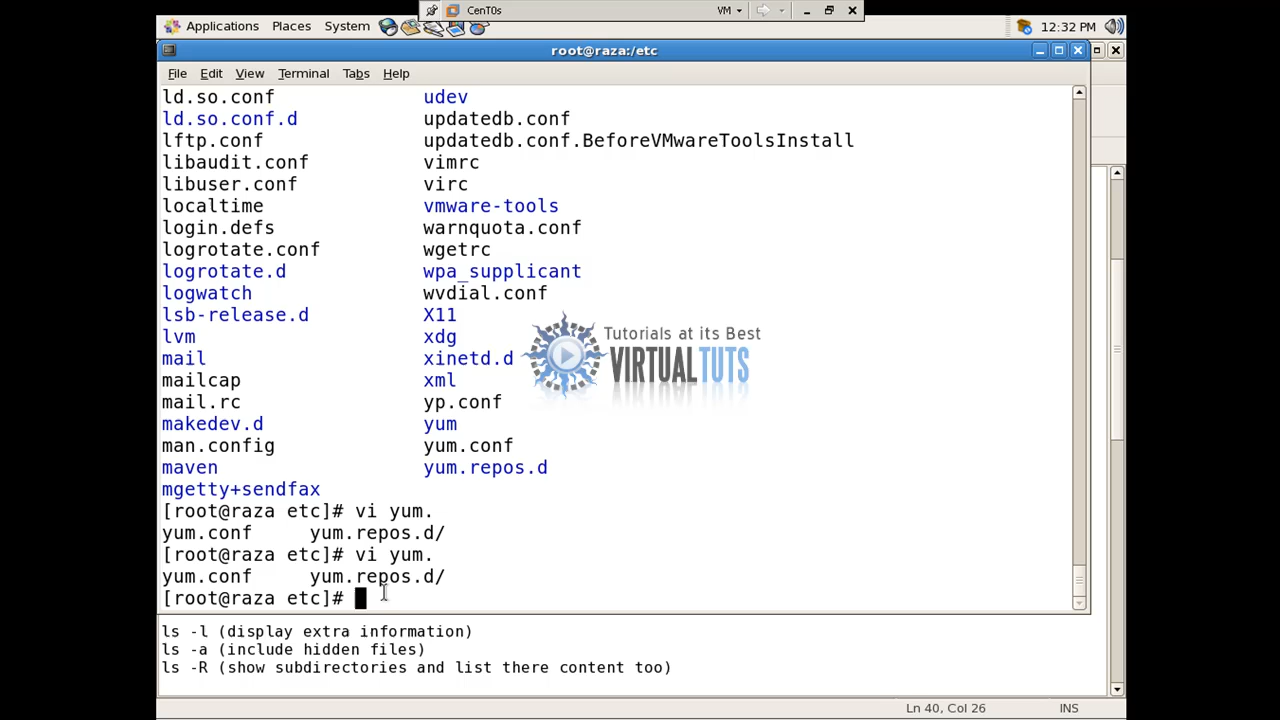 CenT0s VM
Applications Places System 12:32 PM
root@raza:/etc
File Edit View Terminal Tabs Help
ld.so.conf udev
ld.so.conf.d updatedb.conf
lftp.conf updatedb.conf.BeforeVMwareToolsInstall
libaudit.conf vimrc
libuser.conf virc
localtime vmware-tools
login.defs warnquota.conf
logrotate.conf wgetrc
logrotate.d wpa_supplicant
logwatch wvdial.conf
lsb-release.d X11
lvm xdg
mail xinetd.d
mailcap xml
mail.rc yp.conf
makedev.d yum
man.config yum.conf
maven yum.repos.d
mgetty+sendfax
Tutorials at its Best
VIRTUALTUTS
[root@raza etc]# vi yum.
yum.conf yum.repos.d/
[root@raza etc]# vi yum.
yum.conf yum.repos.d/
[root@raza etc]#
ls -l (display extra information)
ls -a (include hidden files)
ls -R (show subdirectories and list there content too)
Ln 40, Col 26 INS